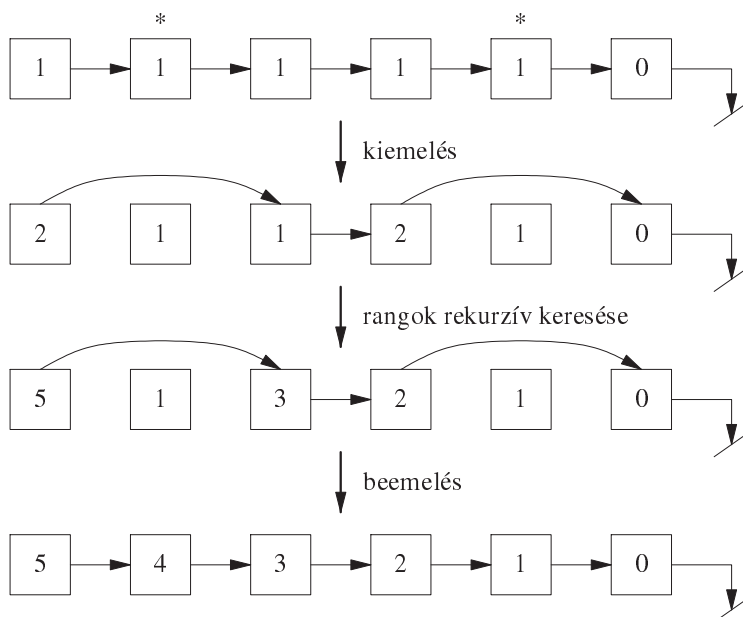 * *
1 1 1 1 1 0
kiemelés
2 1 1 2 1 0
rangok rekurzív keresése
5 1 3 2 1 0
beemelés
5 4 3 2 1 0